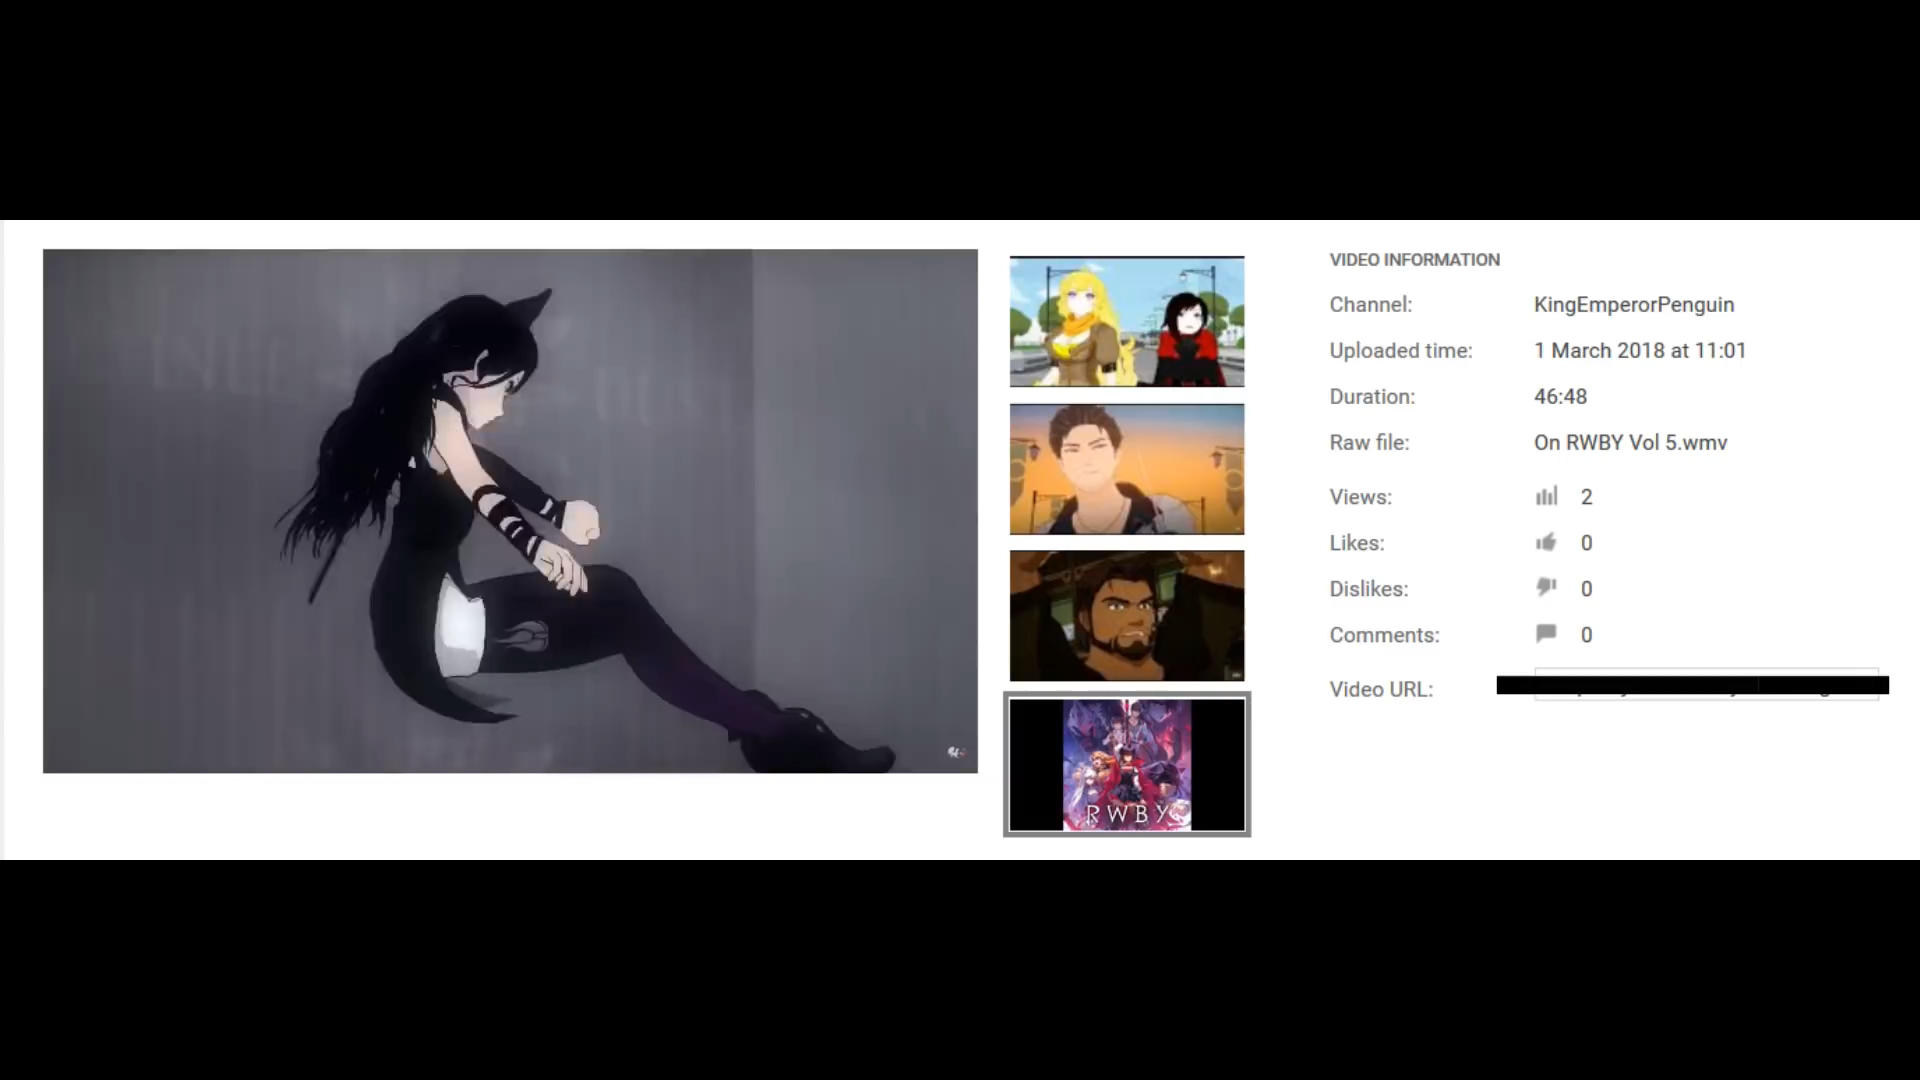 VIDEO INFORMATION
Channel: KingEmperorPenguin
Uploaded time: 1 March 2018 at 11:01
Duration: 46:48
Raw file: On RWBY Vol 5.wmv
Views: 2
Likes: 0
Dislikes: 0
Comments: 0
Video URL:
RWBY